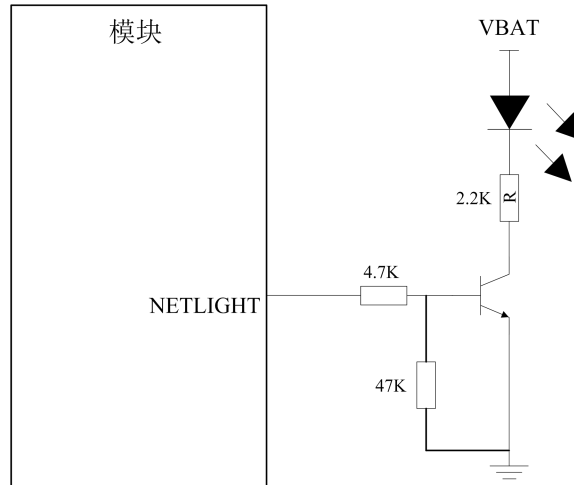 模块
VBAT
2.2K
R
4.7K
NETLIGHT
47K